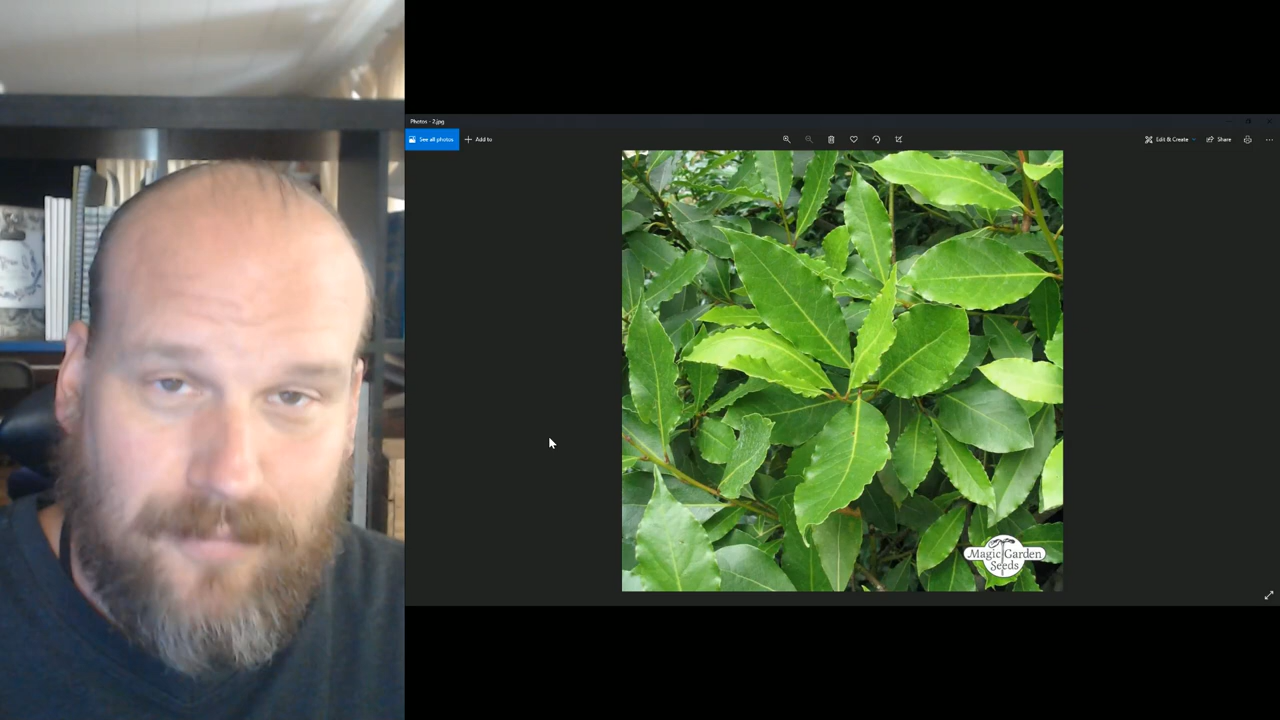 Photos - 2.jpg
See all photos
Add to
Edit & Create
Share
Magic Garden
Seeds